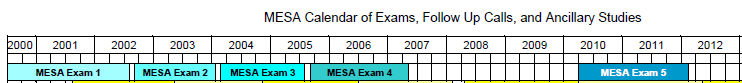 MESA Calendar of Exams, Follow Up Calls, and Ancillary Studies
2000 2001 2002 2003 2004 2005 2006 2007 2008 2009 2010 2011 2012
MESA Exam 1 MESA Exam 2 MESA Exam 3 MESA Exam 4 MESA Exam 5